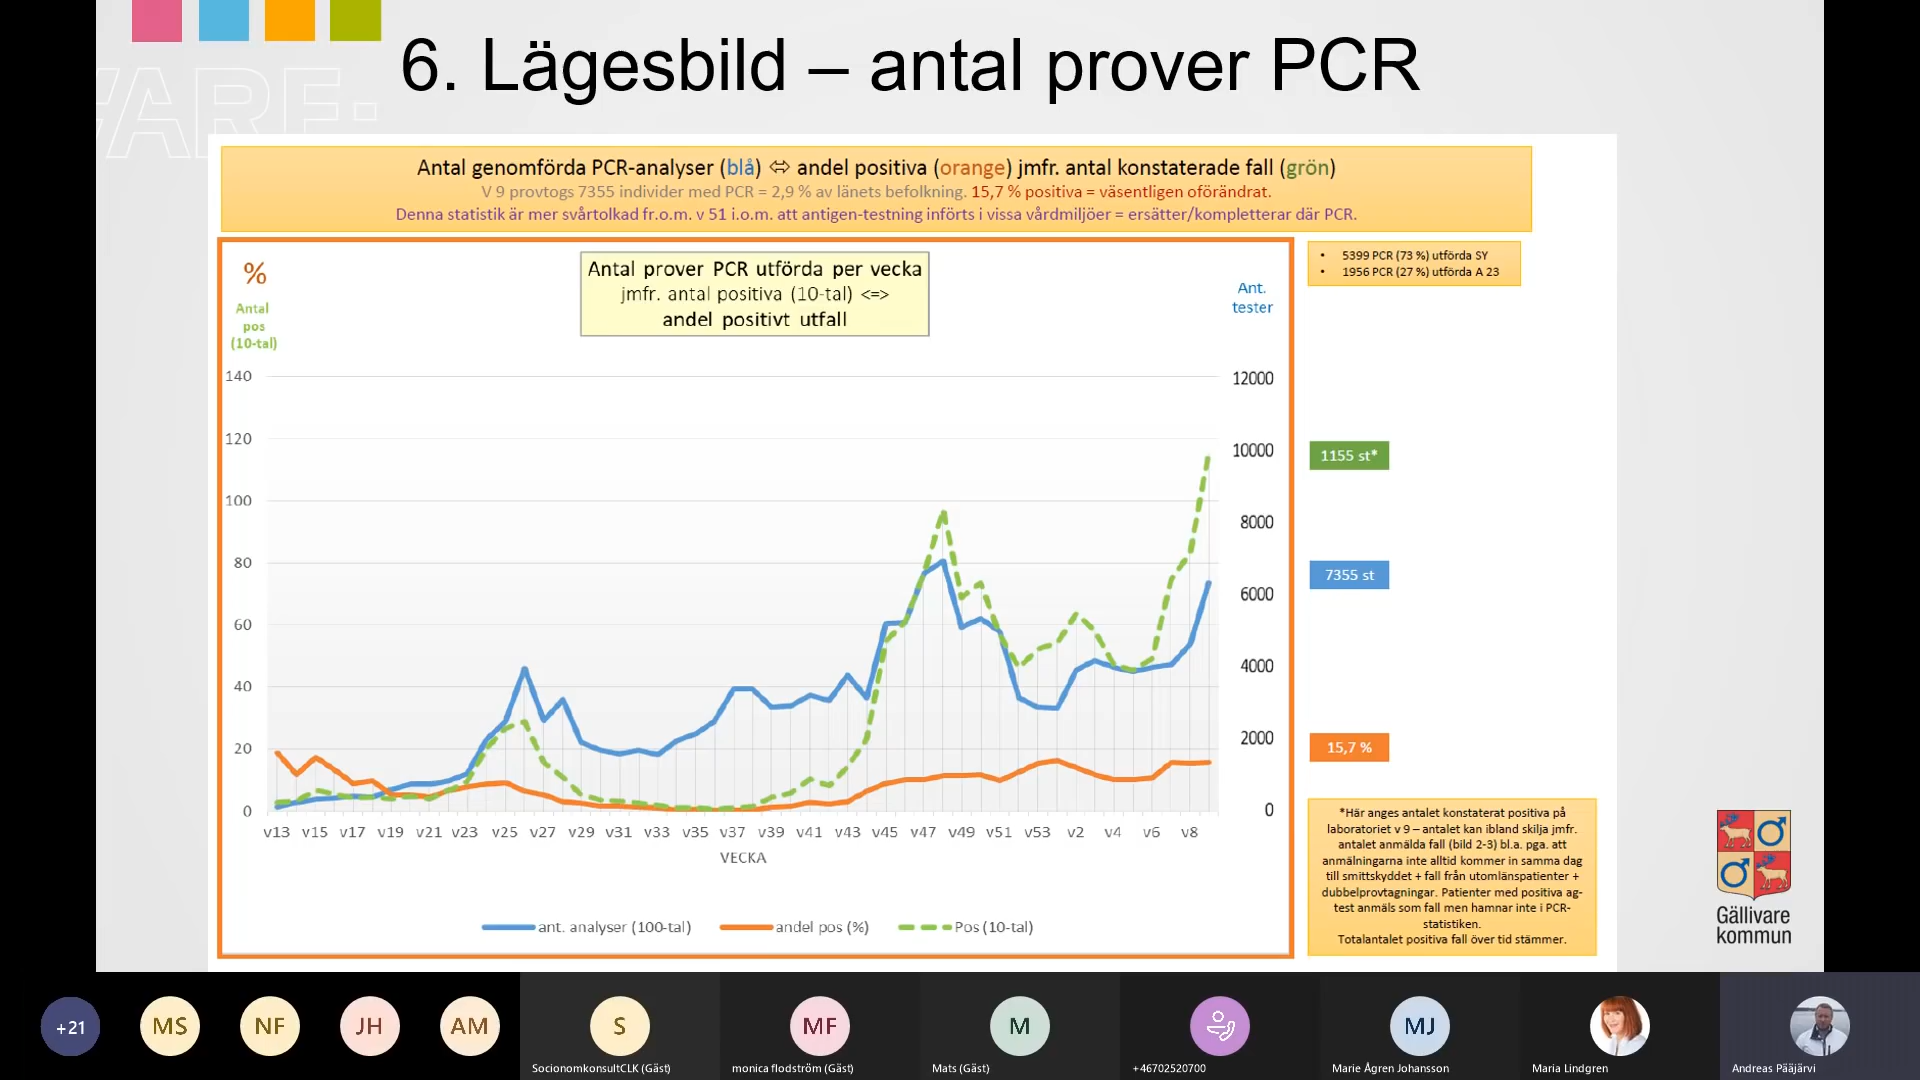 6. Lägesbild – antal prover PCR
VARE.
Antal genomförda PCR-analyser (blå) ⇔ andel positiva (orange) jmfr. antal konstaterade fall (grön)
V 9 provtogs 7355 individer med PCR = 2,9 % av länets befolkning. 15,7 % positiva = väsentligen oförändrat.
Denna statistik är mer svårtolkad fr.o.m. v 51 i.o.m. att antigen-testning införts i vissa vårdmiljöer = ersätter/kompletterar där PCR.
%
Antal
pos
(10-tal)
Antal prover PCR utförda per vecka
jmfr. antal positiva (10-tal) <=>
andel positivt utfall
Ant.
tester
• 5399 PCR (73 %) utförda SY
• 1956 PCR (27 %) utförda A 23
140
120
100
80
60
40
20
0
12000
10000
8000
6000
4000
2000
0
v13 v15 v17 v19 v21 v23 v25 v27 v29 v31 v33 v35 v37 v39 v41 v43 v45 v47 v49 v51 v53 v2 v4 v6 v8
VECKA
ant. analyser (100-tal) andel pos (%) Pos (10-tal)
1155 st*
7355 st
15,7 %
*Här anges antalet konstaterat positiva på
laboratoriet v 9 – antalet kan ibland skilja jmfr.
antalet anmälda fall (bild 2-3) bl.a. pga. att
anmälningarna inte alltid kommer in samma dag
till smittskyddet + fall från utomlänspatienter +
dubbelprovtagningar. Patienter med positiva ag-
test anmäls som fall men hamnar inte i PCR-
statistiken.
Totalantalet positiva fall över tid stämmer.
Gällivare
kommun
+21
MS
NF
JH
AM
S
MF
M
MJ
SocionomkonsultCLK (Gäst)
monica flodström (Gäst)
Mats (Gäst)
+46702520700
Marie Ågren Johansson
Maria Lindgren
Andreas Pääjärvi